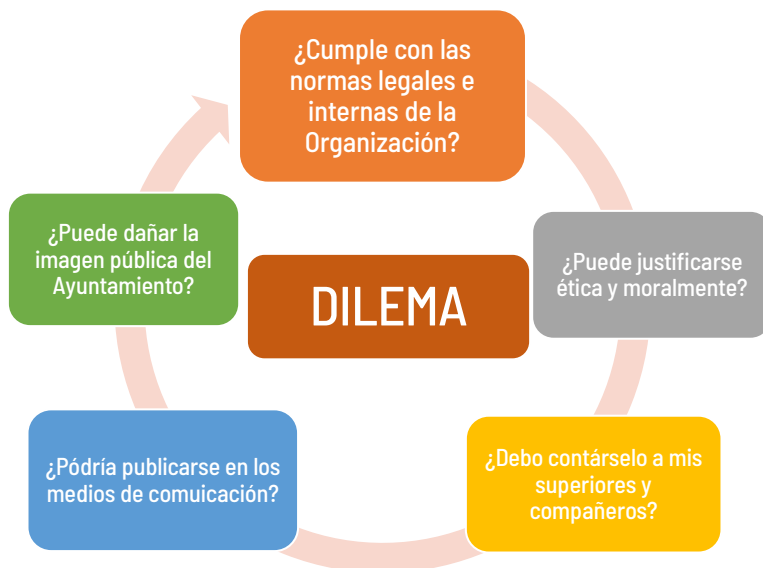 ¿Cumple con las
normas legales e
internas de la
Organización?
¿Puede justificarse
ética y moralmente?
¿Debo contárselo a mis
superiores y
compañeros?
¿Pódría publicarse en los
medios de comuicación?
¿Puede dañar la
imagen pública del
Ayuntamiento?
DILEMA